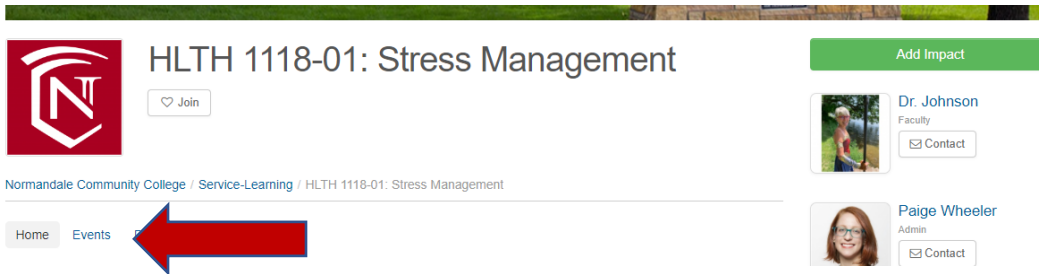 HLTH 1118-01: Stress Management
Join
Normandale Community College / Service-Learning / HLTH 1118-01: Stress Management
Home Events
Add Impact
Dr. Johnson
Faculty
Contact
Paige Wheeler
Admin
Contact
N